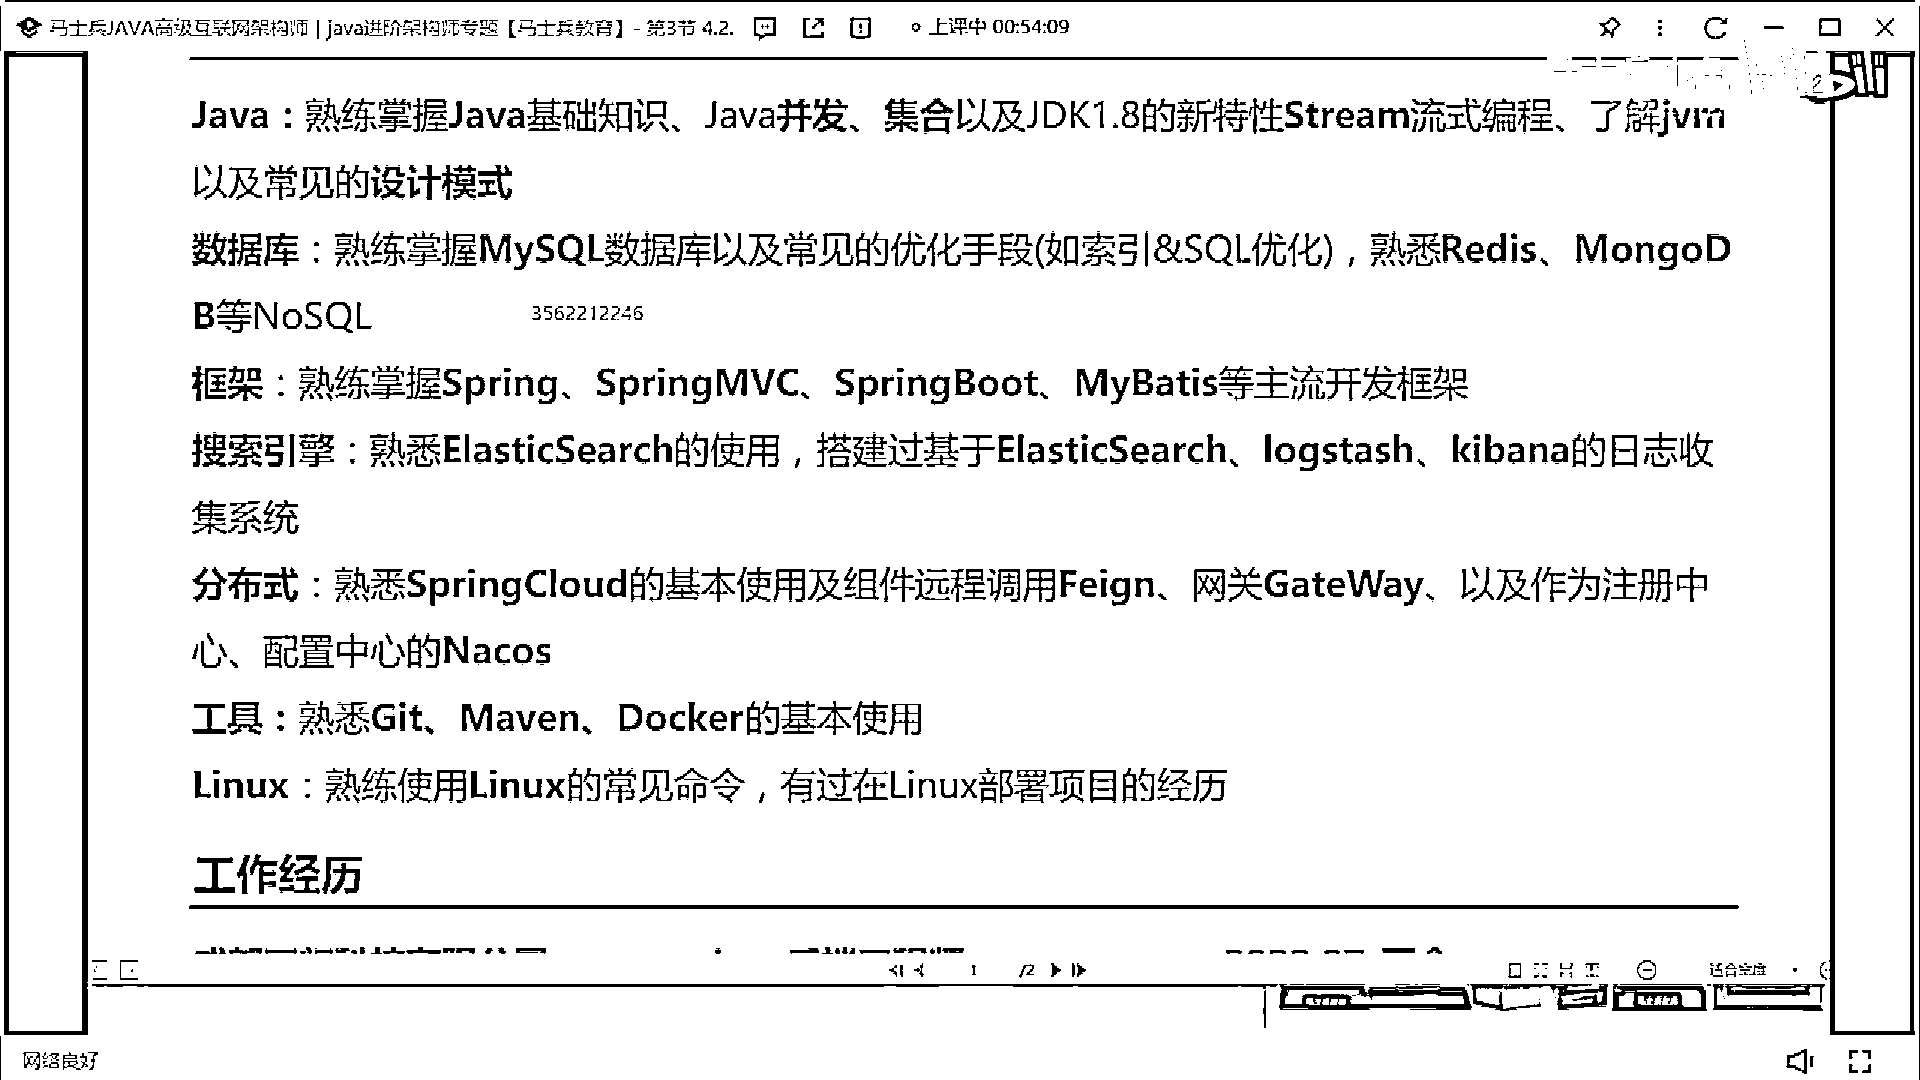 马士兵JAVA高级互联网架构师 | java进阶架构师专题【马士兵教育】- 第3节 4.2. 上课中 00:54:09
Java：熟练掌握Java基础知识、Java并发、集合以及JDK1.8的新特性Stream流式编程、了解jvm
以及常见的设计模式
数据库：熟练掌握MySQL数据库以及常见的优化手段(如索引&SQL优化)，熟悉Redis、MongoD
B等NoSQL
3562212246
框架：熟练掌握Spring、SpringMVC、SpringBoot、MyBatis等主流开发框架
搜索引擎：熟悉ElasticSearch的使用，搭建过基于ElasticSearch、logstash、kibana的日志收
集系统
分布式：熟悉SpringCloud的基本使用及组件远程调用Feign、网关GateWay、以及作为注册中
心、配置中心的Nacos
工具：熟悉Git、Maven、Docker的基本使用
Linux：熟练使用Linux的常见命令，有过在Linux部署项目的经历
工作经历
1 /2 适合宽度
网络良好